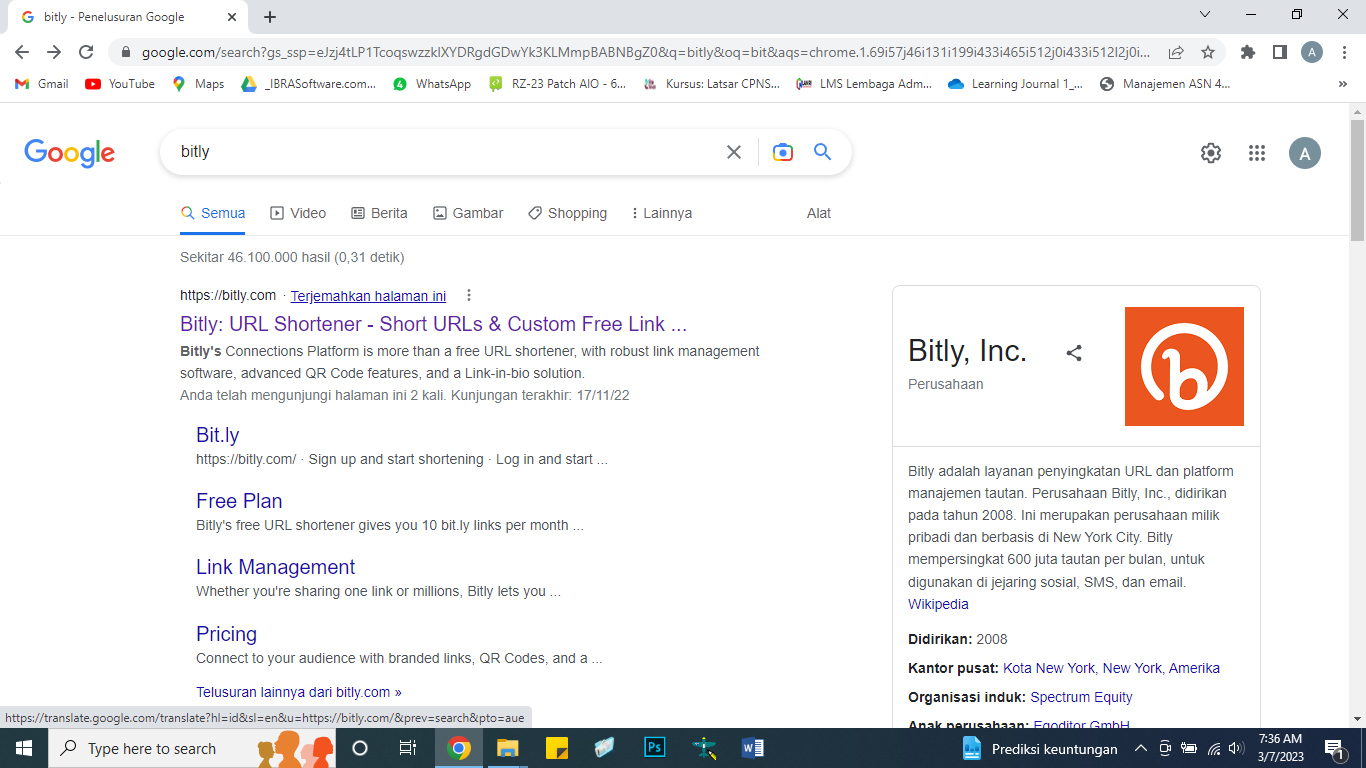 bitly - Penelusuran Google
google.com/search?gs_ssp=eJzj4tLP1TcoqswzzklXYDRgdGDwYk3KLMmpBABNBgZ0&q=bitly&oq=bit&aqs=chrome.1.69i57j46i131i199i433i465i512j0i433i512l2j0i...
A
Gmail YouTube Maps _IBRASoftware.com... WhatsApp RZ-23 Patch AIO - 6... Kursus: Latsar CPNS... LMS Lembaga Adm... Learning Journal 1_... Manajemen ASN 4... »
Google
bitly
A
Semua Video Berita Gambar Shopping Lainnya Alat
Sekitar 46.100.000 hasil (0,31 detik)
https://bitly.com · Terjemahkan halaman ini
Bitly: URL Shortener - Short URLs & Custom Free Link ...
Bitly's Connections Platform is more than a free URL shortener, with robust link management
software, advanced QR Code features, and a Link-in-bio solution.
Anda telah mengunjungi halaman ini 2 kali. Kunjungan terakhir: 17/11/22
Bit.ly
https://bitly.com/ · Sign up and start shortening · Log in and start ...
Free Plan
Bitly's free URL shortener gives you 10 bit.ly links per month ...
Link Management
Whether you're sharing one link or millions, Bitly lets you ...
Pricing
Connect to your audience with branded links, QR Codes, and a ...
Telusuran lainnya dari bitly.com »
Bitly, Inc.
Perusahaan
b
Bitly adalah layanan penyingkatan URL dan platform
manajemen tautan. Perusahaan Bitly, Inc., didirikan
pada tahun 2008. Ini merupakan perusahaan milik
pribadi dan berbasis di New York City. Bitly
mempersingkat 600 juta tautan per bulan, untuk
digunakan di jejaring sosial, SMS, dan email.
Wikipedia
Didirikan: 2008
Kantor pusat: Kota New York, New York, Amerika
Organisasi induk: Spectrum Equity
Anak perusahaan: Egoditor GmbH
https://translate.google.com/translate?hl=id&sl=en&u=https://bitly.com/&prev=search&pto=aue
Type here to search
Ps
W
Prediksi keuntungan
7:36 AM
3/7/2023
1